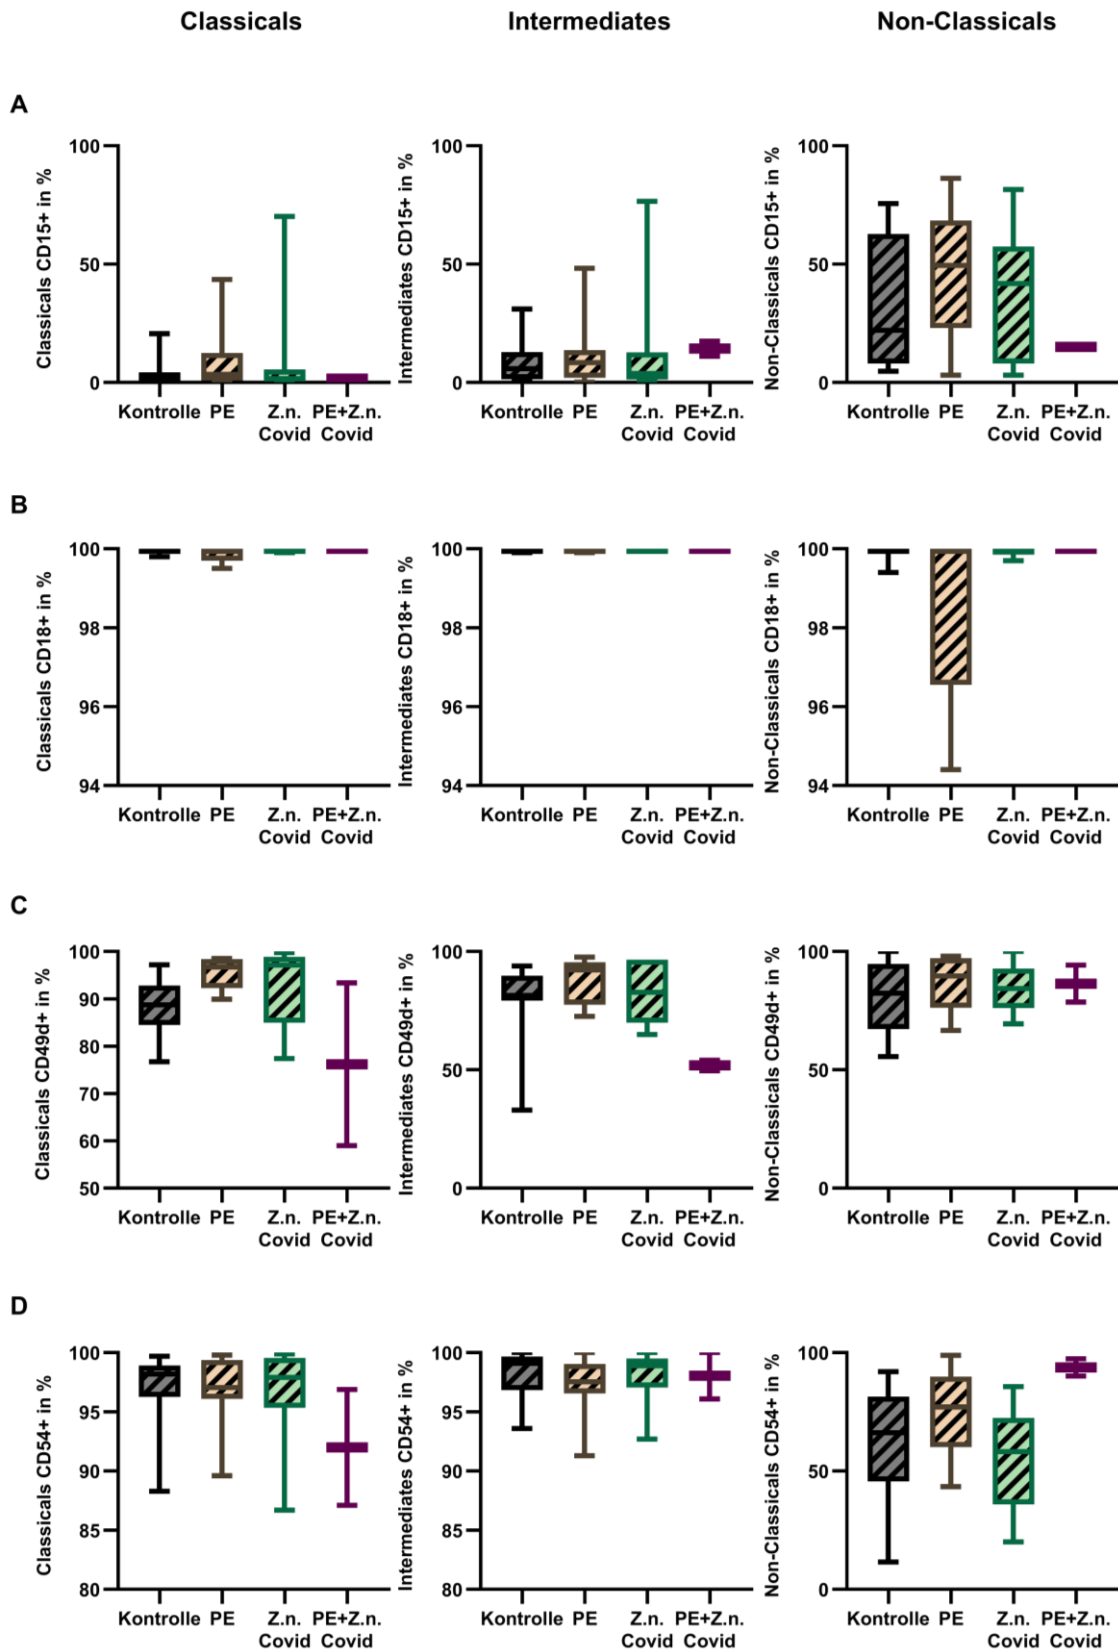 Classicals
Intermediates
Non-Classicals
A
Classicals CD15+ in %
100
50
0
Kontrolle PE Z.n. PE+Z.n.
Covid Covid
Intermediates CD15+ in %
100
50
0
Kontrolle PE Z.n. PE+Z.n.
Covid Covid
Non-Classicals CD15+ in %
100
50
0
Kontrolle PE Z.n. PE+Z.n.
Covid Covid
B
Classicals CD18+ in %
100
98
96
94
Kontrolle PE Z.n. PE+Z.n.
Covid Covid
Intermediates CD18+ in %
100
98
96
94
Kontrolle PE Z.n. PE+Z.n.
Covid Covid
Non-Classicals CD18+ in %
100
98
96
94
Kontrolle PE Z.n. PE+Z.n.
Covid Covid
C
Classicals CD49d+ in %
100
90
80
70
60
50
Kontrolle PE Z.n. PE+Z.n.
Covid Covid
Intermediates CD49d+ in %
100
50
0
Kontrolle PE Z.n. PE+Z.n.
Covid Covid
Non-Classicals CD49d+ in %
100
50
0
Kontrolle PE Z.n. PE+Z.n.
Covid Covid
D
Classicals CD54+ in %
100
95
90
85
80
Kontrolle PE Z.n. PE+Z.n.
Covid Covid
Intermediates CD54+ in %
100
95
90
85
80
Kontrolle PE Z.n. PE+Z.n.
Covid Covid
Non-Classicals CD54+ in %
100
50
0
Kontrolle PE Z.n. PE+Z.n.
Covid Covid